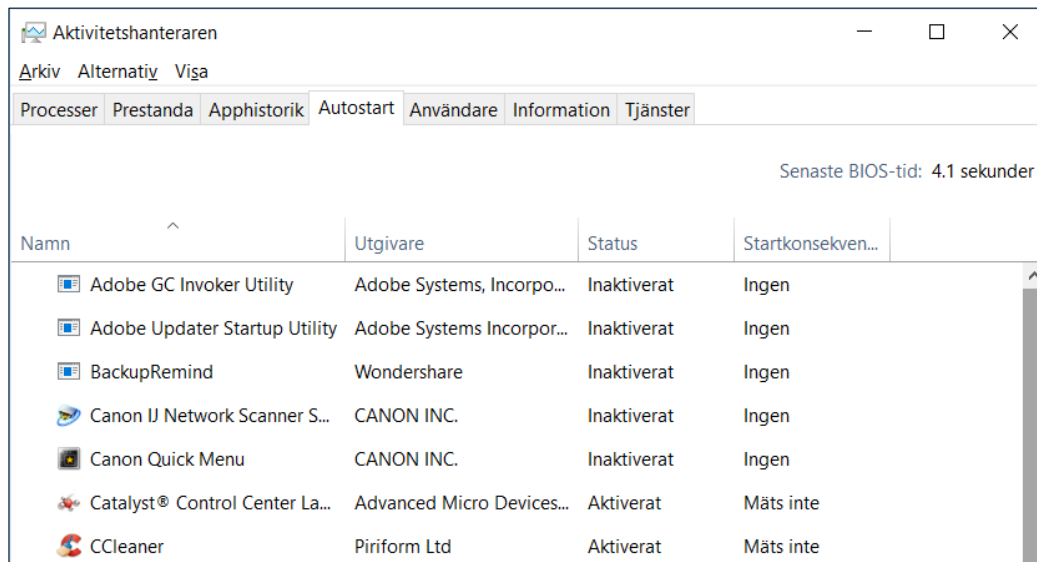 Aktivitetshanteraren
Arkiv Alternativ Visa
Processer Prestanda Apphistorik Autostart Användare Information Tjänster
Senaste BIOS-tid: 4.1 sekunder
Namn Utgivare Status Startkonsekven...
Adobe GC Invoker Utility Adobe Systems, Incorpo... Inaktiverat Ingen
Adobe Updater Startup Utility Adobe Systems Incorpor... Inaktiverat Ingen
BackupRemind Wondershare Inaktiverat Ingen
Canon IJ Network Scanner S... CANON INC. Inaktiverat Ingen
Canon Quick Menu CANON INC. Inaktiverat Ingen
Catalyst® Control Center La... Advanced Micro Devices... Aktiverat Mäts inte
CCleaner Piriform Ltd Aktiverat Mäts inte